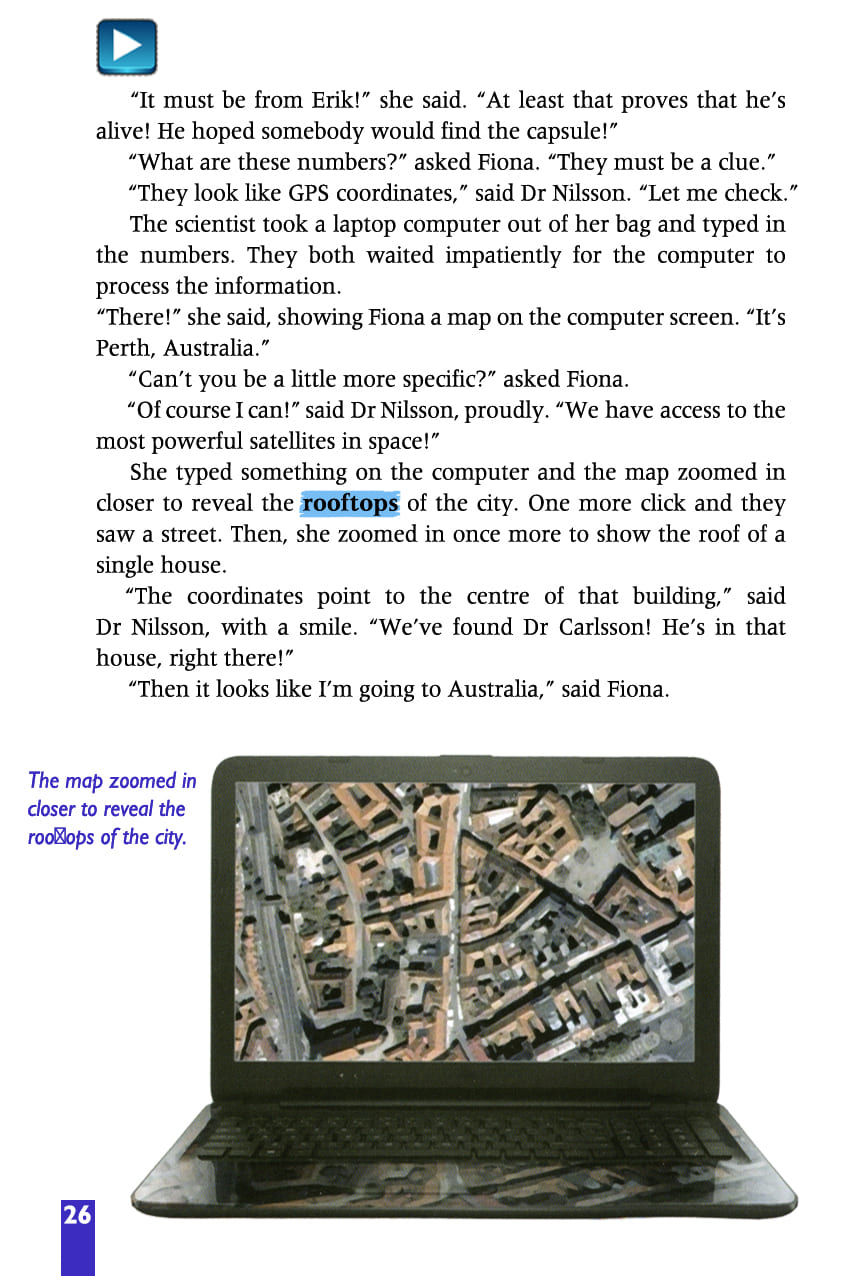 “It must be from Erik!” she said. “At least that proves that he’s
alive! He hoped somebody would find the capsule!”
“What are these numbers?” asked Fiona. “They must be a clue.”
“They look like GPS coordinates,” said Dr Nilsson. “Let me check.”
The scientist took a laptop computer out of her bag and typed in
the numbers. They both waited impatiently for the computer to
process the information.
“There!” she said, showing Fiona a map on the computer screen. “It’s
Perth, Australia.”
“Can’t you be a little more specific?” asked Fiona.
“Of course I can!” said Dr Nilsson, proudly. “We have access to the
most powerful satellites in space!”
She typed something on the computer and the map zoomed in
closer to reveal the rooftops of the city. One more click and they
saw a street. Then, she zoomed in once more to show the roof of a
single house.
“The coordinates point to the centre of that building,” said
Dr Nilsson, with a smile. “We’ve found Dr Carlsson! He’s in that
house, right there!”
“Then it looks like I’m going to Australia,” said Fiona.
The map zoomed in
closer to reveal the
roo☒ops of the city.
26